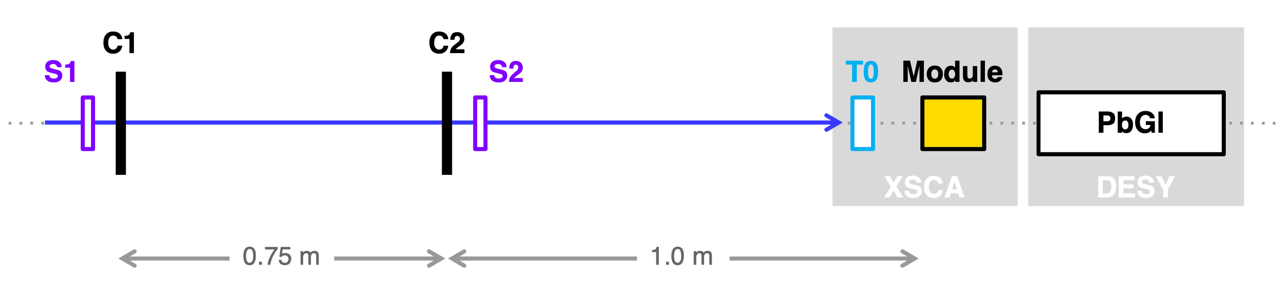 C1
C2
S1
S2
T0
Module
PbGl
XSCA
DESY
0.75 m
1.0 m